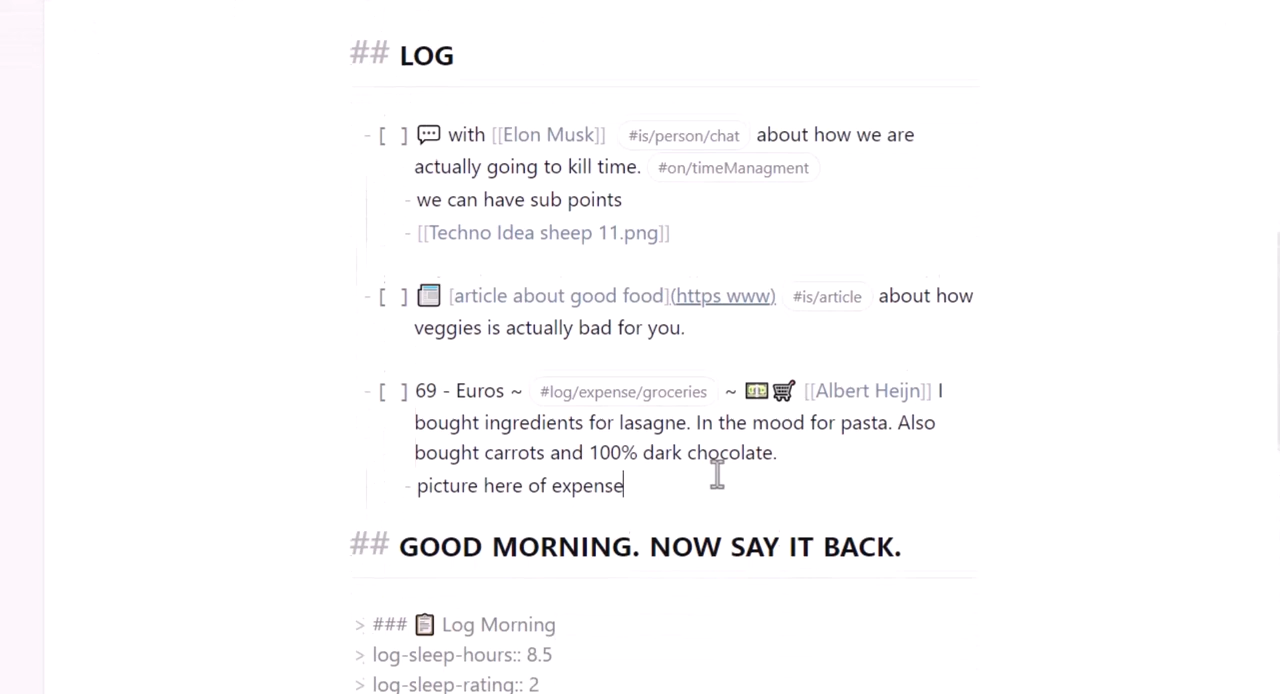 ## LOG
- [ ] 💬 with [[Elon Musk]] #is/person/chat about how we are
actually going to kill time. #on/timeManagment
- we can have sub points
- [[Techno Idea sheep 11.png]]
- [ ] 📰 [article about good food](https www) #is/article about how
veggies is actually bad for you.
- [ ] 69 - Euros ~ #log/expense/groceries ~ 💵🛒 [[Albert Heijn]] I
bought ingredients for lasagne. In the mood for pasta. Also
bought carrots and 100% dark chocolate.
- picture here of expense
## GOOD MORNING. NOW SAY IT BACK.
> ### 📋 Log Morning
> log-sleep-hours:: 8.5
> log-sleep-rating:: 2